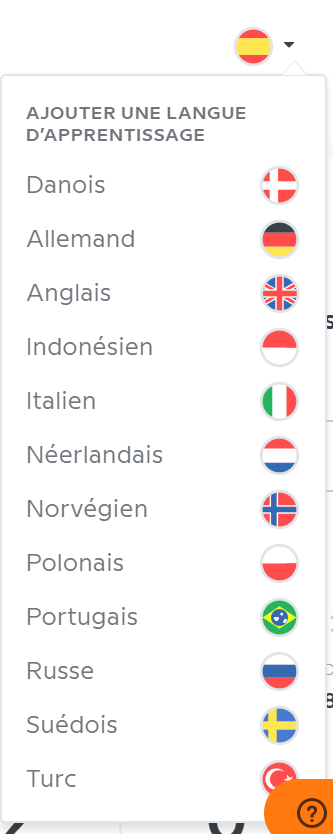 AJOUTER UNE LANGUE
D'APPRENTISSAGE
Danois
Allemand
Anglais
Indonésien
Italien
Néerlandais
Norvégien
Polonais
Portugais
Russe
Suédois
Turc
?